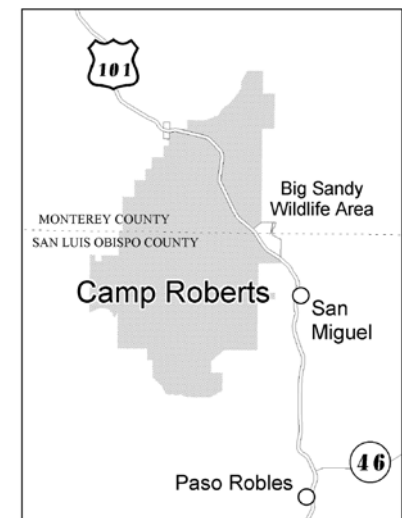 101
Big Sandy
Wildlife Area
MONTEREY COUNTY
SAN LUIS OBISPO COUNTY
Camp Roberts
San
Miguel
46
Paso Robles